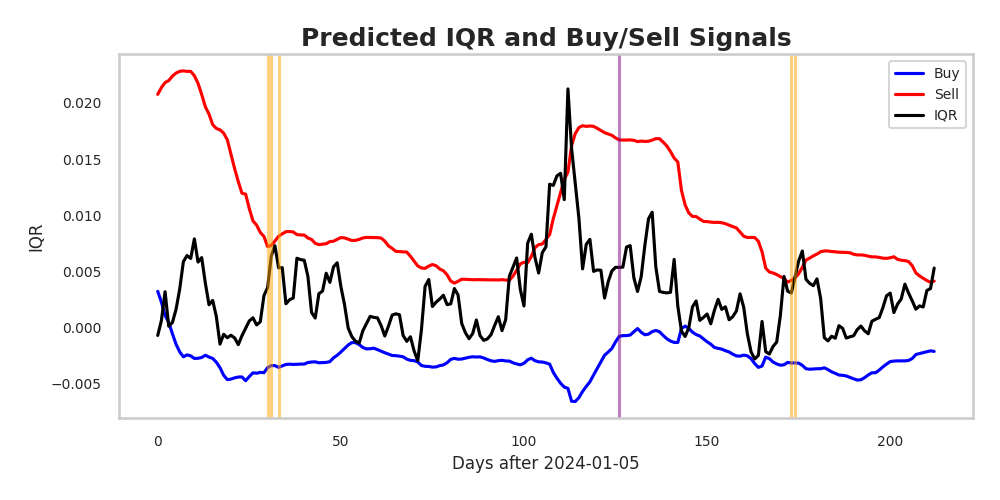 Predicted IQR and Buy/Sell Signals
Buy
Sell
IQR
0.020
0.015
0.010
0.005
0.000
−0.005
IQR
0
50
100
150
200
Days after 2024-01-05